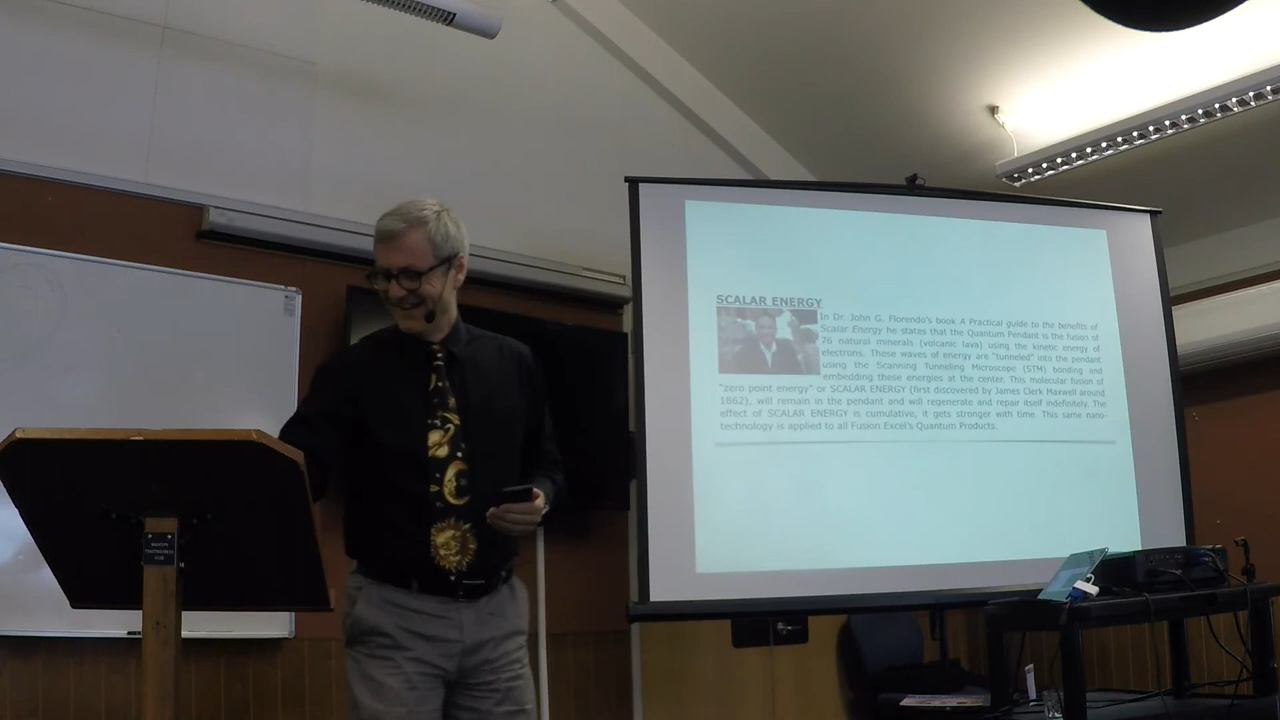 SCALAR ENERGY
In Dr. John G. Florendo's book A Practical guide to the benefits of
Scalar Energy he states that the Quantum Pendant is the fusion of
76 natural minerals (volcanic lava) using the kinetic energy of
electrons. These waves of energy are "tunneled" into the pendant
using the Scanning Tunneling Microscope (STM) bonding and
embedding these energies at the center. This molecular fusion of
"zero point energy" or SCALAR ENERGY (first discovered by James Clerk Maxwell around
1862), will remain in the pendant and will regenerate and repair itself indefinitely. The
effect of SCALAR ENERGY is cumulative, it gets stronger with time. This same nano-
technology is applied to all Fusion Excel's Quantum Products.
TOASTMASTERS
CLUB